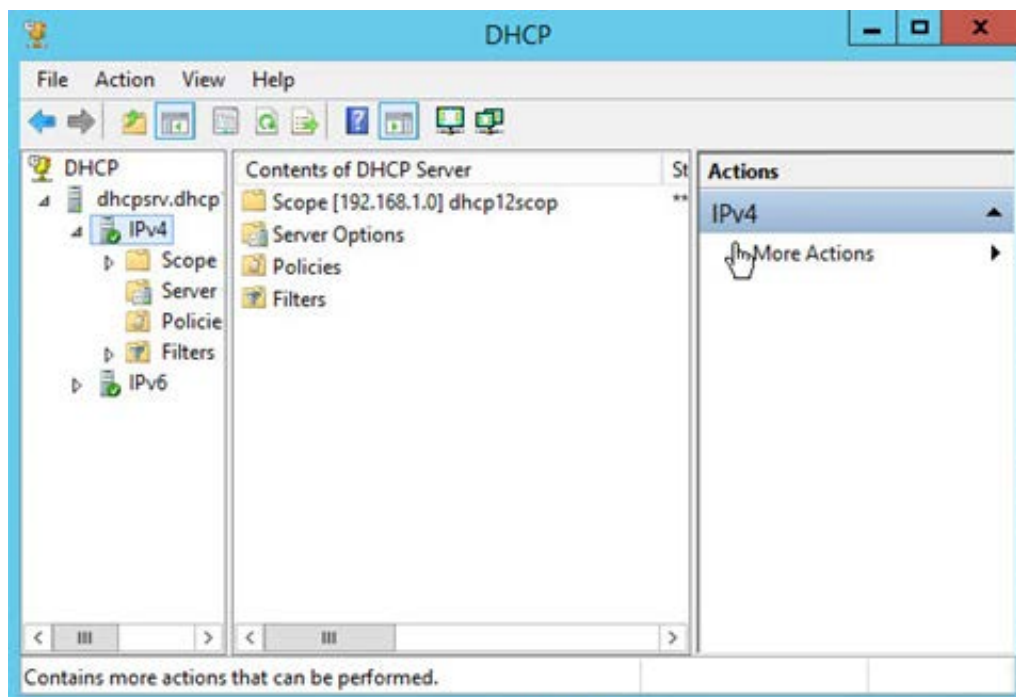 DHCP
File Action View Help
DHCP
dhcpsrv.dhcp
IPv4
Scope
Server
Policie
Filters
IPv6
Contents of DHCP Server St
Scope [192.168.1.0] dhcp12scop **
Server Options
Policies
Filters
Actions
IPv4
More Actions
Contains more actions that can be performed.